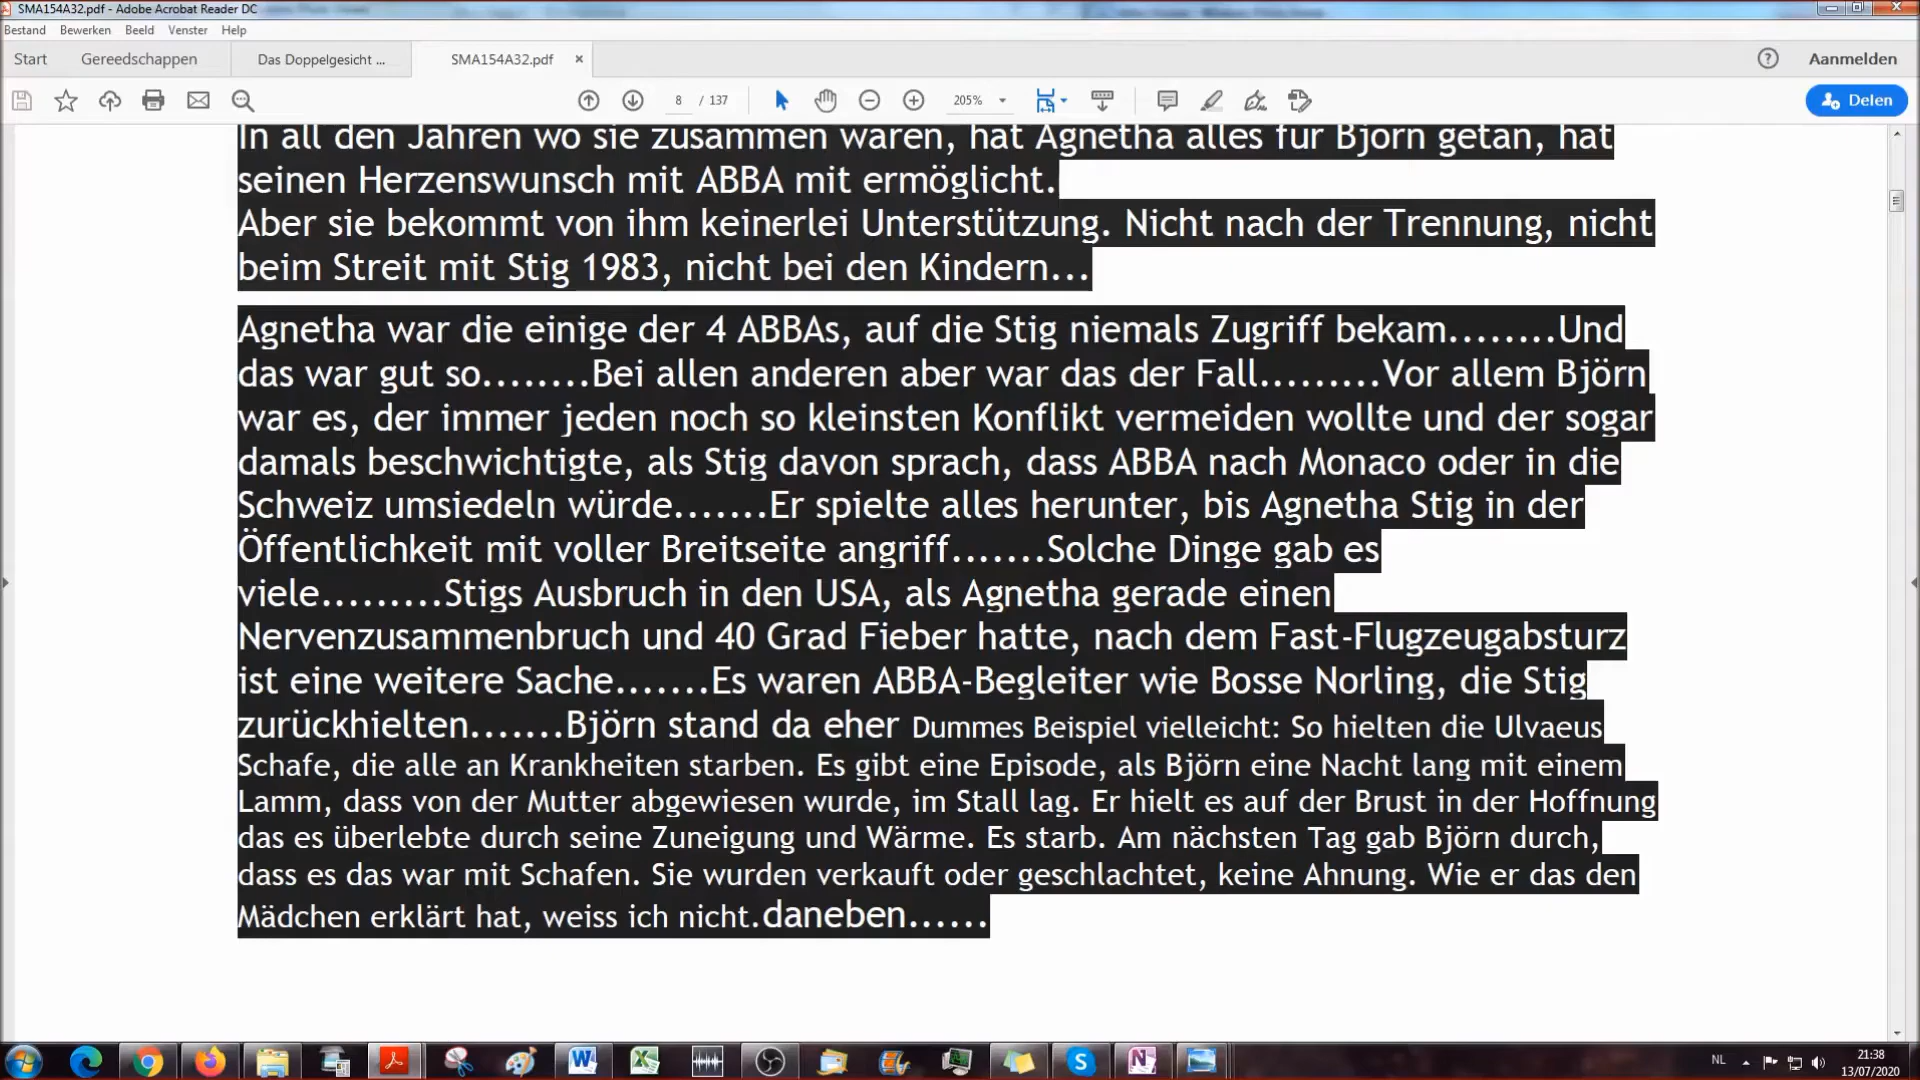 SMA154A32.pdf - Adobe Acrobat Reader DC
Bestand Bewerken Beeld Venster Help
Start Gereedschappen Das Doppelgesicht ... SMA154A32.pdf × ? Aanmelden
8 / 137 205% Delen
In all den Jahren wo sie zusammen waren, hat Agnetha alles für Björn getan, hat
seinen Herzenswunsch mit ABBA mit ermöglicht.
Aber sie bekommt von ihm keinerlei Unterstützung. Nicht nach der Trennung, nicht
beim Streit mit Stig 1983, nicht bei den Kindern...
Agnetha war die einige der 4 ABBAs, auf die Stig niemals Zugriff bekam........Und
das war gut so........Bei allen anderen aber war das der Fall.........Vor allem Björn
war es, der immer jeden noch so kleinsten Konflikt vermeiden wollte und der sogar
damals beschwichtigte, als Stig davon sprach, dass ABBA nach Monaco oder in die
Schweiz umsiedeln würde.......Er spielte alles herunter, bis Agnetha Stig in der
Öffentlichkeit mit voller Breitseite angriff.......Solche Dinge gab es
viele.........Stigs Ausbruch in den USA, als Agnetha gerade einen
Nervenzusammenbruch und 40 Grad Fieber hatte, nach dem Fast-Flugzeugabsturz
ist eine weitere Sache.......Es waren ABBA-Begleiter wie Bosse Norling, die Stig
zurückhielten.......Björn stand da eher Dummes Beispiel vielleicht: So hielten die Ulvaeus
Schafe, die alle an Krankheiten starben. Es gibt eine Episode, als Björn eine Nacht lang mit einem
Lamm, dass von der Mutter abgewiesen wurde, im Stall lag. Er hielt es auf der Brust in der Hoffnung
das es überlebte durch seine Zuneigung und Wärme. Es starb. Am nächsten Tag gab Björn durch,
dass es das war mit Schafen. Sie wurden verkauft oder geschlachtet, keine Ahnung. Wie er das den
Mädchen erklärt hat, weiss ich nicht.daneben......
NL 21:38
13/07/2020